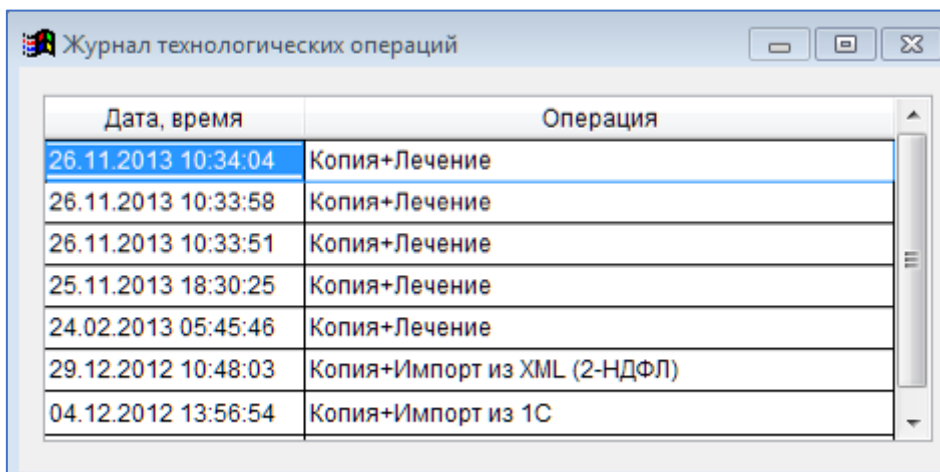 Журнал технологических операций
Дата, время Операция
26.11.2013 10:34:04 Копия+Лечение
26.11.2013 10:33:58 Копия+Лечение
26.11.2013 10:33:51 Копия+Лечение
25.11.2013 18:30:25 Копия+Лечение
24.02.2013 05:45:46 Копия+Лечение
29.12.2012 10:48:03 Копия+Импорт из XML (2-НДФЛ)
04.12.2012 13:56:54 Копия+Импорт из 1С